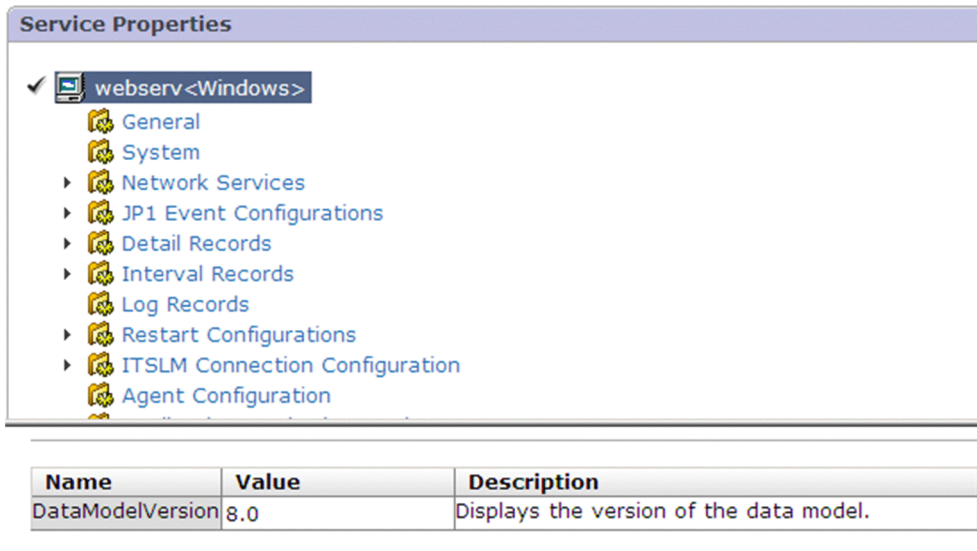 Service Properties
webserv<Windows>
General
System
Network Services
JP1 Event Configurations
Detail Records
Interval Records
Log Records
Restart Configurations
ITSLM Connection Configuration
Agent Configuration
Name Value Description
DataModelVersion 8.0 Displays the version of the data model.